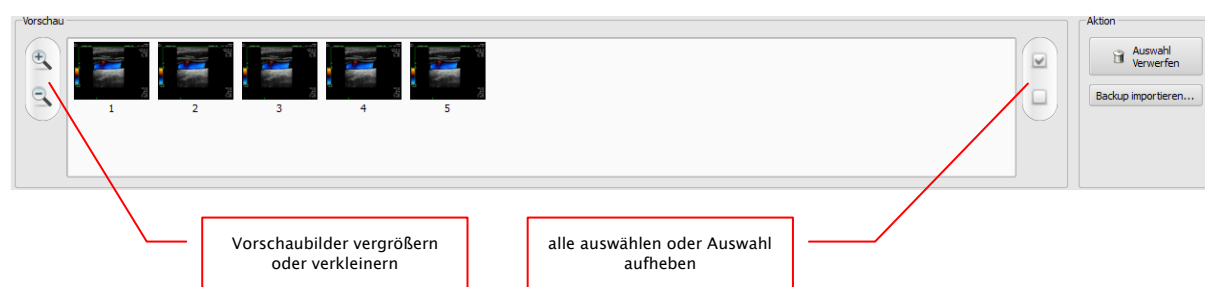 Vorschau
Aktion
Auswahl
Verwerfen
Backup importieren...
1 2 3 4 5
Vorschaubilder vergrößern
oder verkleinern
alle auswählen oder Auswahl
aufheben